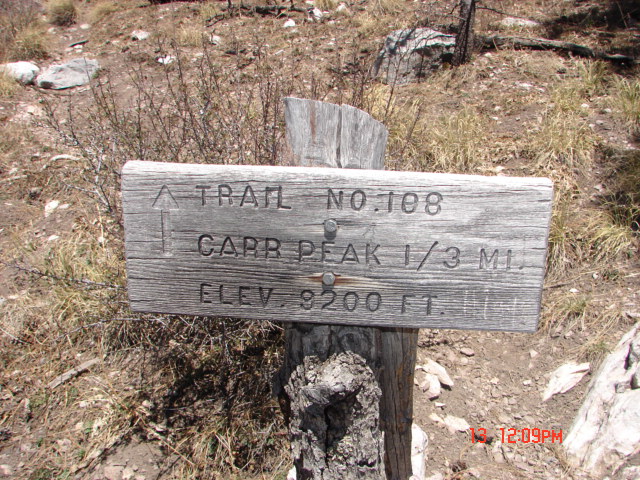 TRAIL NO. 108
CARR PEAK 1/3 MI.
ELEV. 9200 FT.
13 12:09PM